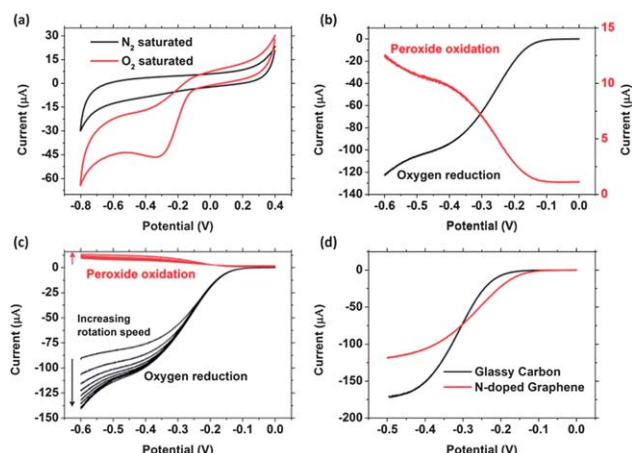 (a)
30
15
0
-15
-30
-45
-60
Current (µA)
N2 saturated
O2 saturated
-0.8 -0.6 -0.4 -0.2 0.0 0.2 0.4
Potential (V)
(b)
0
-20
-40
-60
-80
-100
-120
-140
Current (µA)
Peroxide oxidation
Oxygen reduction
15
10
5
0
Current (µA)
-0.6 -0.5 -0.4 -0.3 -0.2 -0.1 0.0
Potential (V)
(c)
0
-25
-50
-75
-100
-125
-150
Current (µA)
Peroxide oxidation
Increasing
rotation speed
Oxygen reduction
-0.6 -0.5 -0.4 -0.3 -0.2 -0.1 0.0
Potential (V)
(d)
50
0
-50
-100
-150
-200
Current (µA)
Glassy Carbon
N-doped Graphene
-0.5 -0.4 -0.3 -0.2 -0.1 0.0
Potential (V)